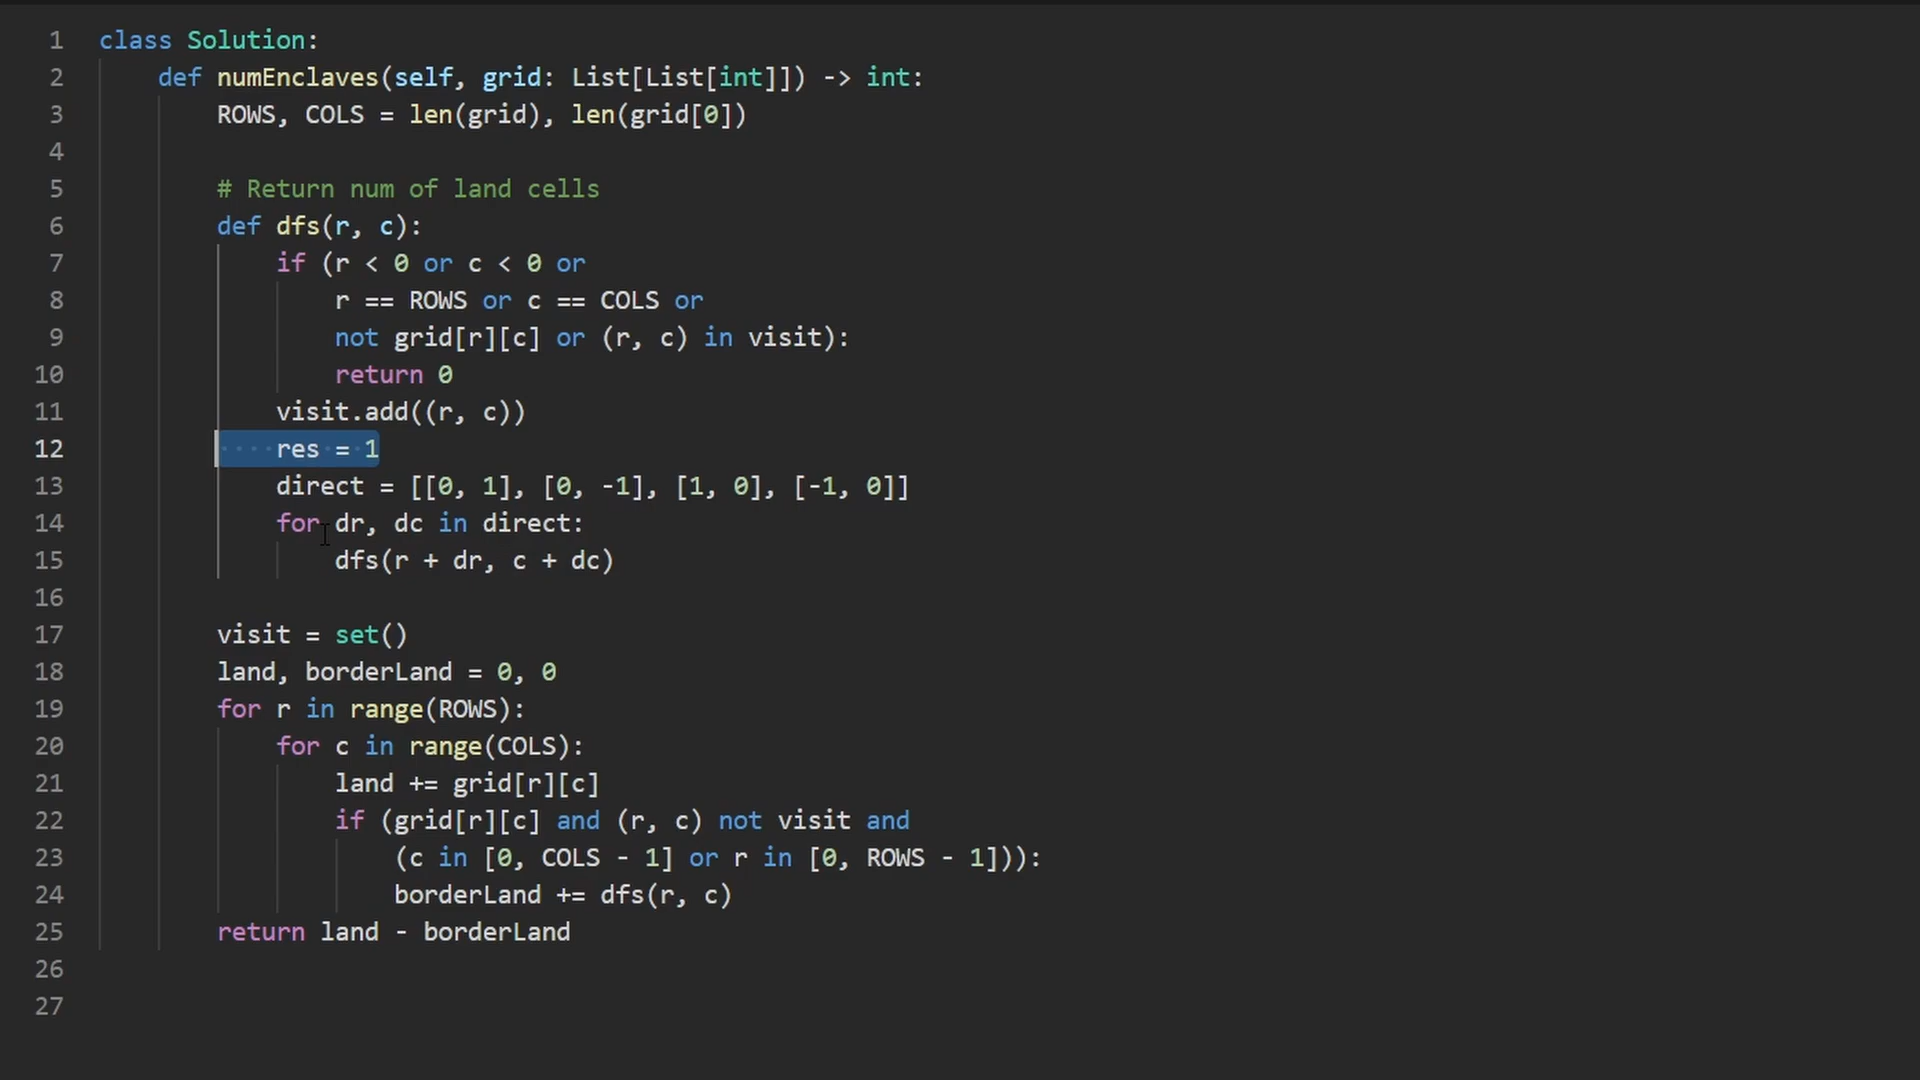 1 class Solution:
2 def numEnclaves(self, grid: List[List[int]]) -> int:
3 ROWS, COLS = len(grid), len(grid[0])
4
5 # Return num of land cells
6 def dfs(r, c):
7 if (r < 0 or c < 0 or
8 r == ROWS or c == COLS or
9 not grid[r][c] or (r, c) in visit):
10 return 0
11 visit.add((r, c))
12 res = 1
13 direct = [[0, 1], [0, -1], [1, 0], [-1, 0]]
14 for dr, dc in direct:
15 dfs(r + dr, c + dc)
16
17 visit = set()
18 land, borderLand = 0, 0
19 for r in range(ROWS):
20 for c in range(COLS):
21 land += grid[r][c]
22 if (grid[r][c] and (r, c) not visit and
23 (c in [0, COLS - 1] or r in [0, ROWS - 1])):
24 borderLand += dfs(r, c)
25 return land - borderLand
26
27